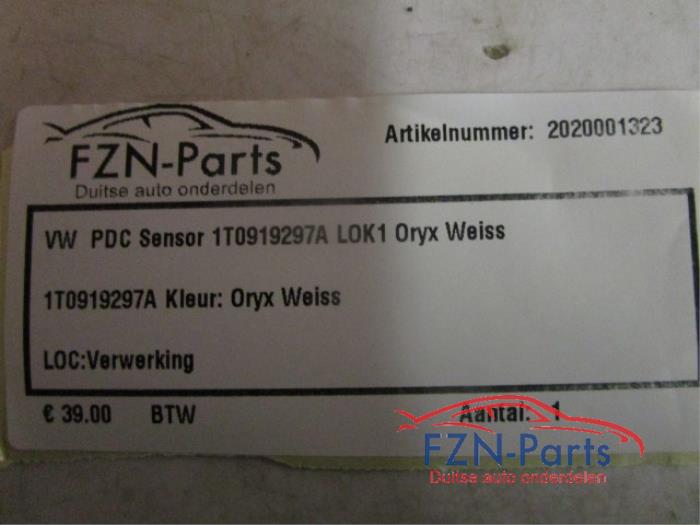 FZN-Parts
Duitse auto onderdelen
Artikelnummer: 2020001323
VW PDC Sensor 1T0919297A L0K1 Oryx Weiss
1T0919297A Kleur: Oryx Weiss
LOC:Verwerking
€ 39.00 BTW Aantal: 1
FZN-Parts
Duitse auto onderdelen